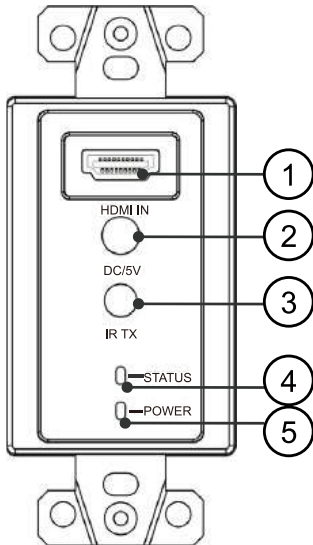 HDMI IN
DC/5V
IR TX
STATUS
POWER
1
2
3
4
5